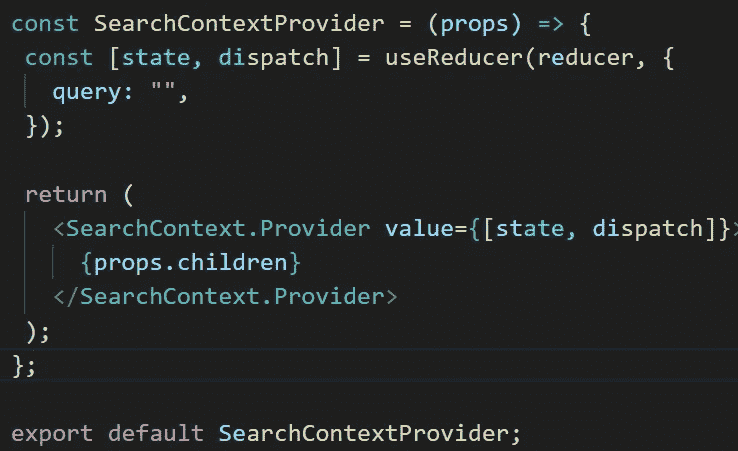 const SearchContextProvider = (props) => {
const [state, dispatch] = useReducer(reducer, {
query: "",
});
return (
<SearchContext.Provider value={[state, dispatch]}>
{props.children}
</SearchContext.Provider>
);
};
export default SearchContextProvider;